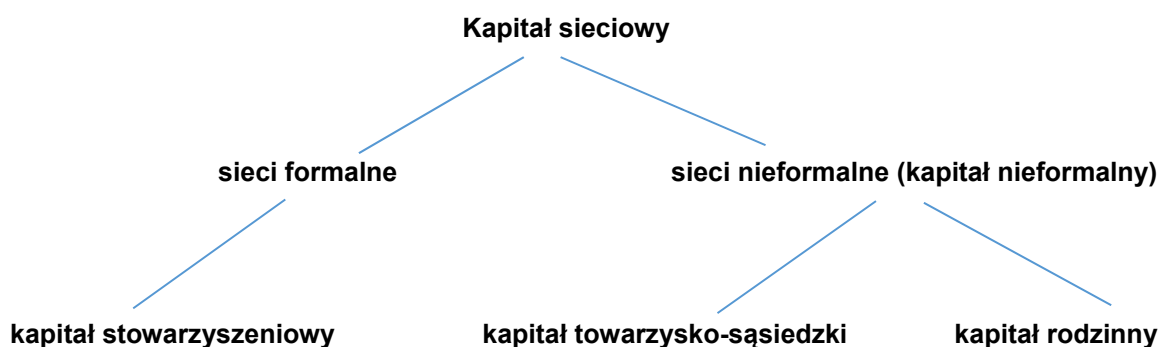 Kapitał sieciowy
sieci formalne
sieci nieformalne (kapitał nieformalny)
kapitał stowarzyszeniowy
kapitał towarzysko-sąsiedzki
kapitał rodzinny